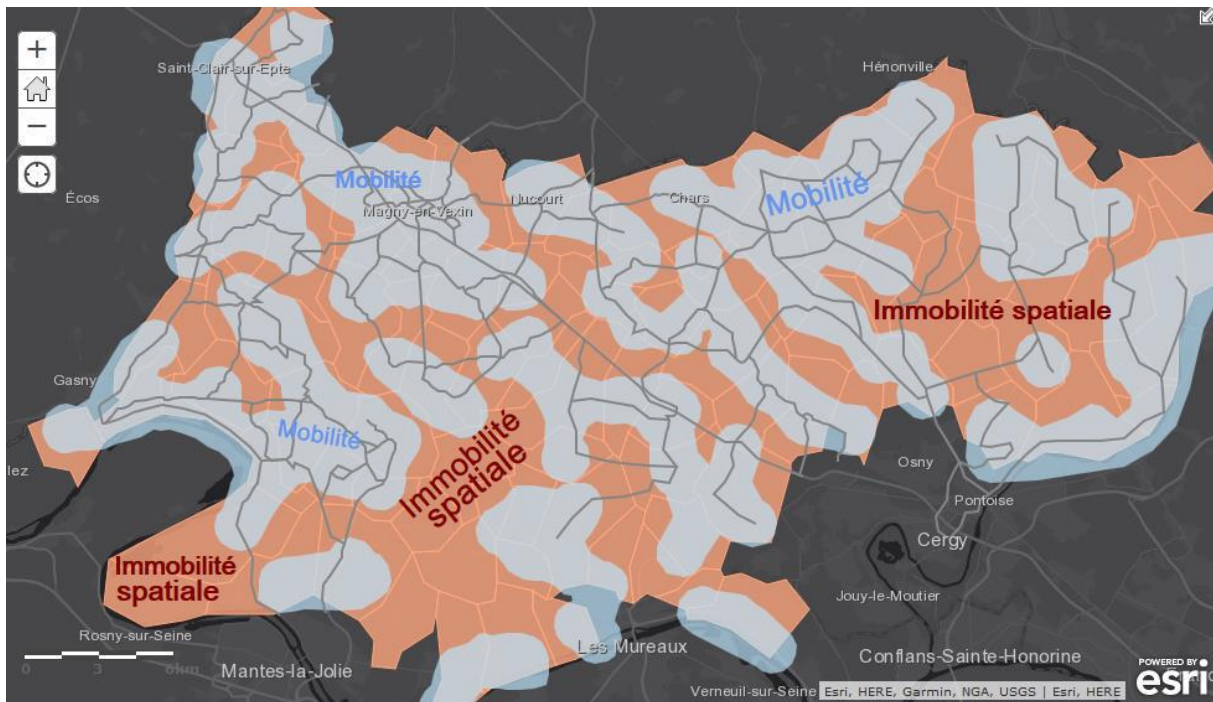 +
−
Saint-Clair-sur-Epte
Hénonville
Écos
Mobilité
Magny-en-Vexin
Nucourt
Chars
Mobilité
Immobilité spatiale
Gasny
Mobilité
Immobilité
spatiale
lez
Osny
Pontoise
Cergy
Immobilité
spatiale
Jouy-le-Moutier
Rosny-sur-Seine
Les Mureaux
0 3 6km
Mantes-la-Jolie
Conflans-Sainte-Honorine
Verneuil-sur-Seine
Esri, HERE, Garmin, NGA, USGS | Esri, HERE
POWERED BY
esri